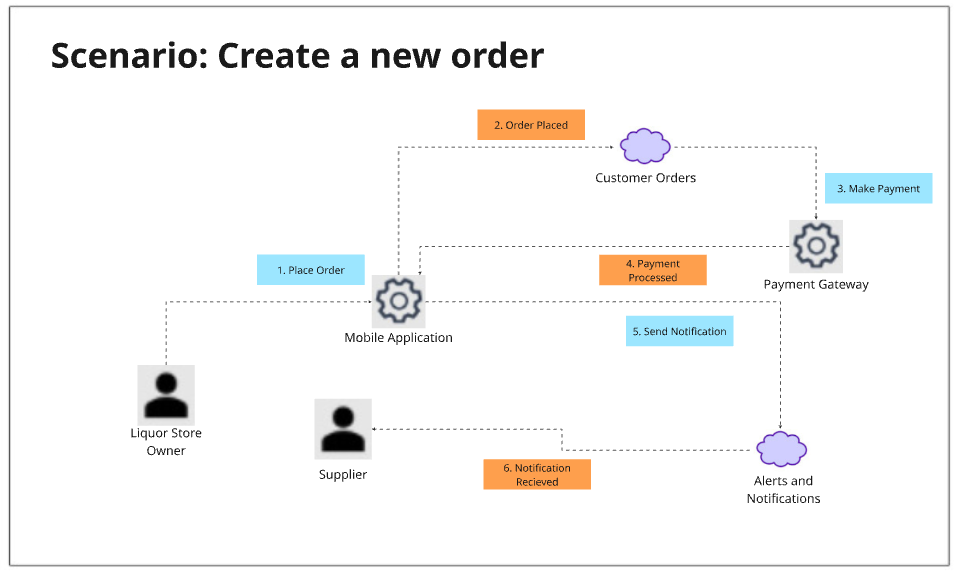 Scenario: Create a new order
2. Order Placed
Customer Orders
3. Make Payment
1. Place Order
4. Payment
Processed
Payment Gateway
Mobile Application
5. Send Notification
Liquor Store
Owner
Supplier
6. Notification
Recieved
Alerts and
Notifications